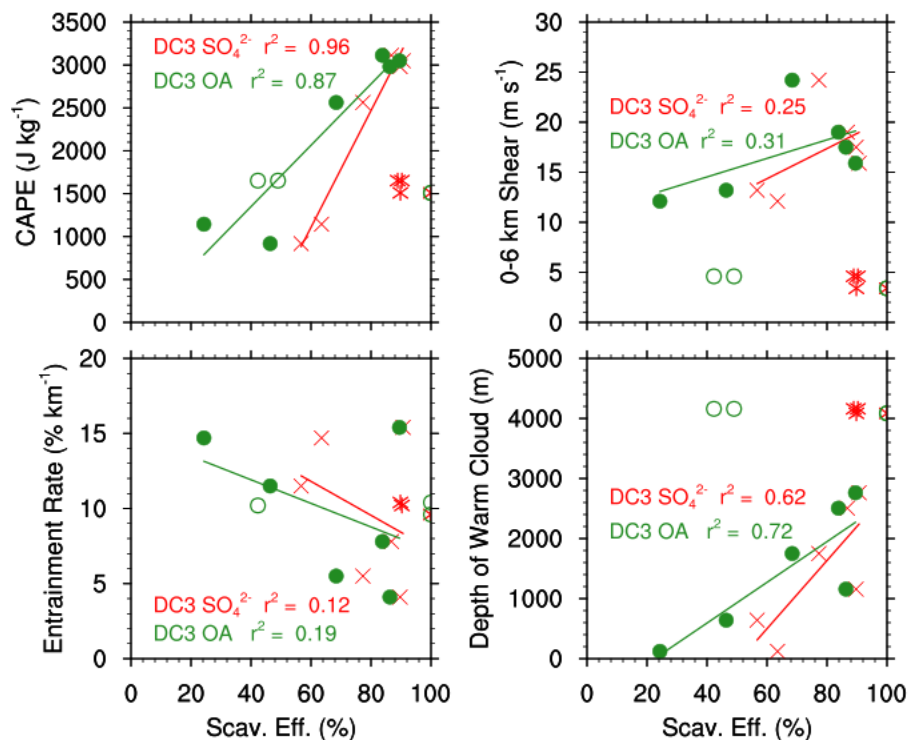 DC3 SO₄²⁻ r² = 0.96
DC3 OA r² = 0.87
CAPE (J kg⁻¹)
3500
3000
2500
2000
1500
1000
500
0
DC3 SO₄²⁻ r² = 0.25
DC3 OA r² = 0.31
0-6 km Shear (m s⁻¹)
30
25
20
15
10
5
0
DC3 SO₄²⁻ r² = 0.12
DC3 OA r² = 0.19
Entrainment Rate (% km⁻¹)
20
15
10
5
0
0 20 40 60 80 100
Scav. Eff. (%)
DC3 SO₄²⁻ r² = 0.62
DC3 OA r² = 0.72
Depth of Warm Cloud (m)
5000
4000
3000
2000
1000
0
0 20 40 60 80 100
Scav. Eff. (%)